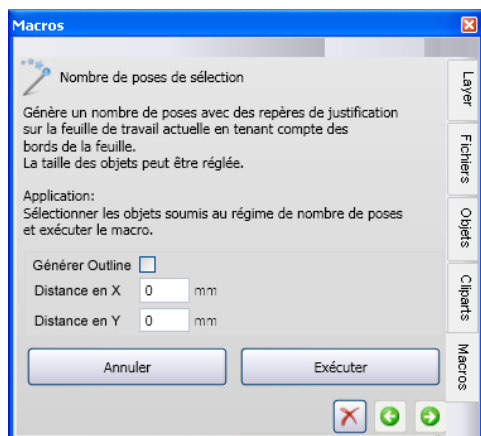 Macros
Nombre de poses de sélection
Génère un nombre de poses avec des repères de justification
sur la feuille de travail actuelle en tenant compte des
bords de la feuille.
La taille des objets peut être réglée.
Application:
Sélectionner les objets soumis au régime de nombre de poses
et exécuter le macro.
Générer Outline
Distance en X 0 mm
Distance en Y 0 mm
Annuler Exécuter
Layer
Fichiers
Objets
Cliparts
Macros